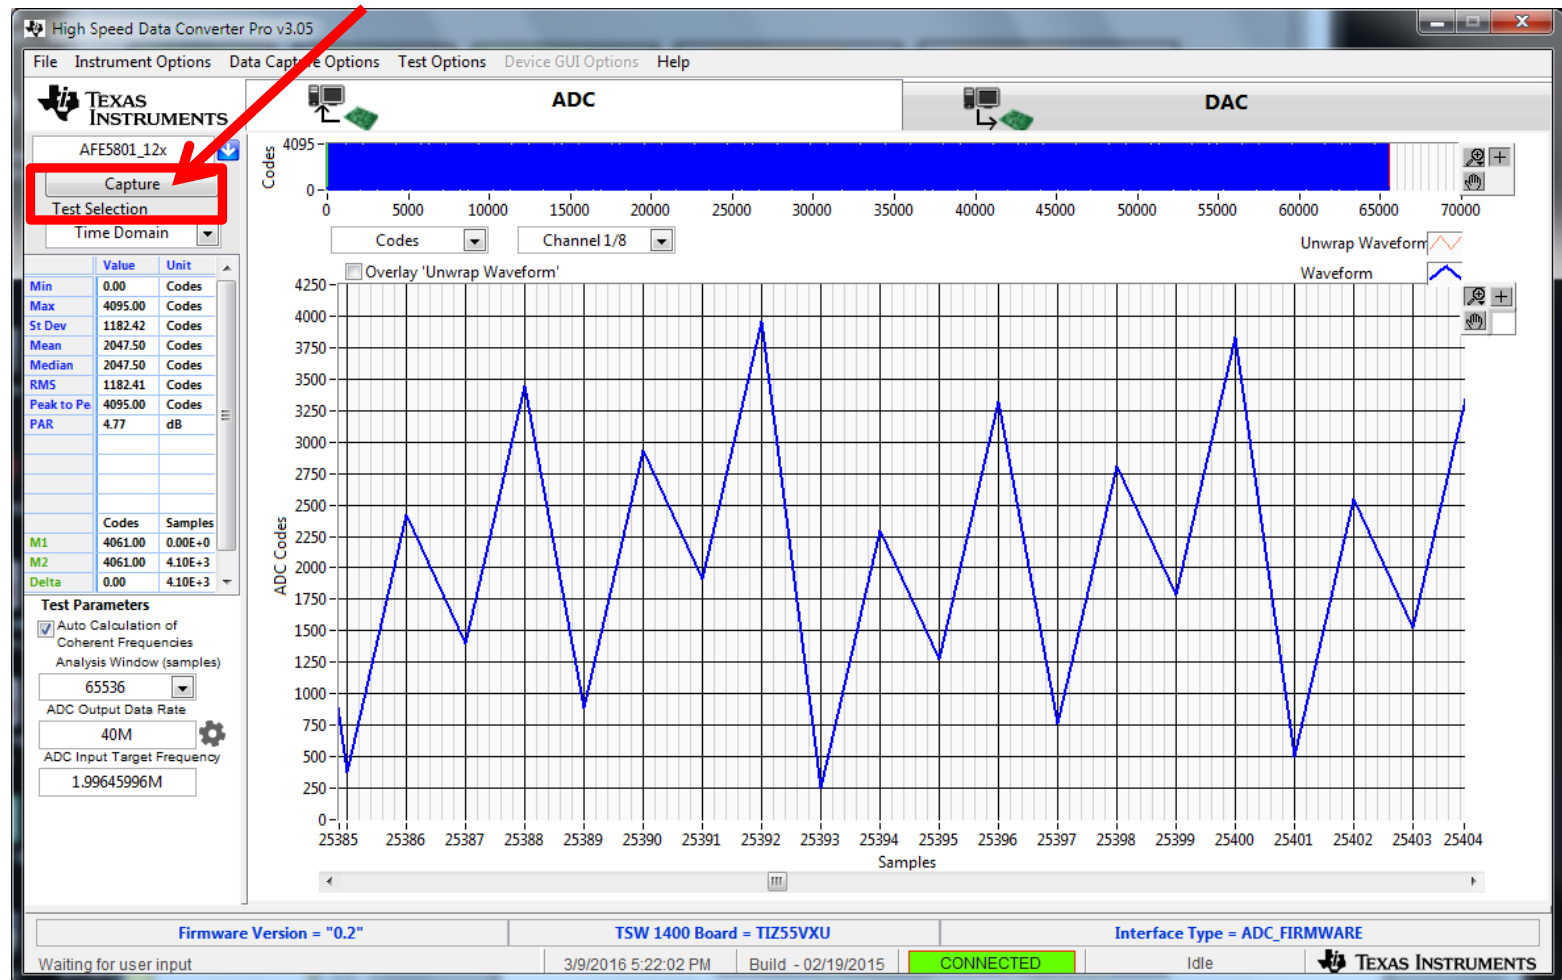 High Speed Data Converter Pro v3.05
File Instrument Options Data Capture Options Test Options Device GUI Options Help
TEXAS INSTRUMENTS
ADC
DAC
AFE5801_12x
Capture
Test Selection
Time Domain
Value Unit
Min 0.00 Codes
Max 4095.00 Codes
St Dev 1182.42 Codes
Mean 2047.50 Codes
Median 2047.50 Codes
RMS 1182.41 Codes
Peak to Pe 4095.00 Codes
PAR 4.77 dB
Codes Samples
M1 4061.00 0.00E+0
M2 4061.00 4.10E+3
Delta 0.00 4.10E+3
Test Parameters
Auto Calculation of
Coherent Frequencies
Analysis Window (samples)
65536
ADC Output Data Rate
40M
ADC Input Target Frequency
1.99645996M
Codes
4095
0
0 5000 10000 15000 20000 25000 30000 35000 40000 45000 50000 55000 60000 65000 70000
Codes Channel 1/8
Unwrap Waveform
Overlay 'Unwrap Waveform'
Waveform
ADC Codes
4250
4000
3750
3500
3250
3000
2750
2500
2250
2000
1750
1500
1250
1000
750
500
250
0
25385 25386 25387 25388 25389 25390 25391 25392 25393 25394 25395 25396 25397 25398 25399 25400 25401 25402 25403 25404
Samples
Firmware Version = "0.2" TSW 1400 Board = TIZ55VXU Interface Type = ADC_FIRMWARE
Waiting for user input 3/9/2016 5:22:02 PM Build - 02/19/2015 CONNECTED Idle TEXAS INSTRUMENTS